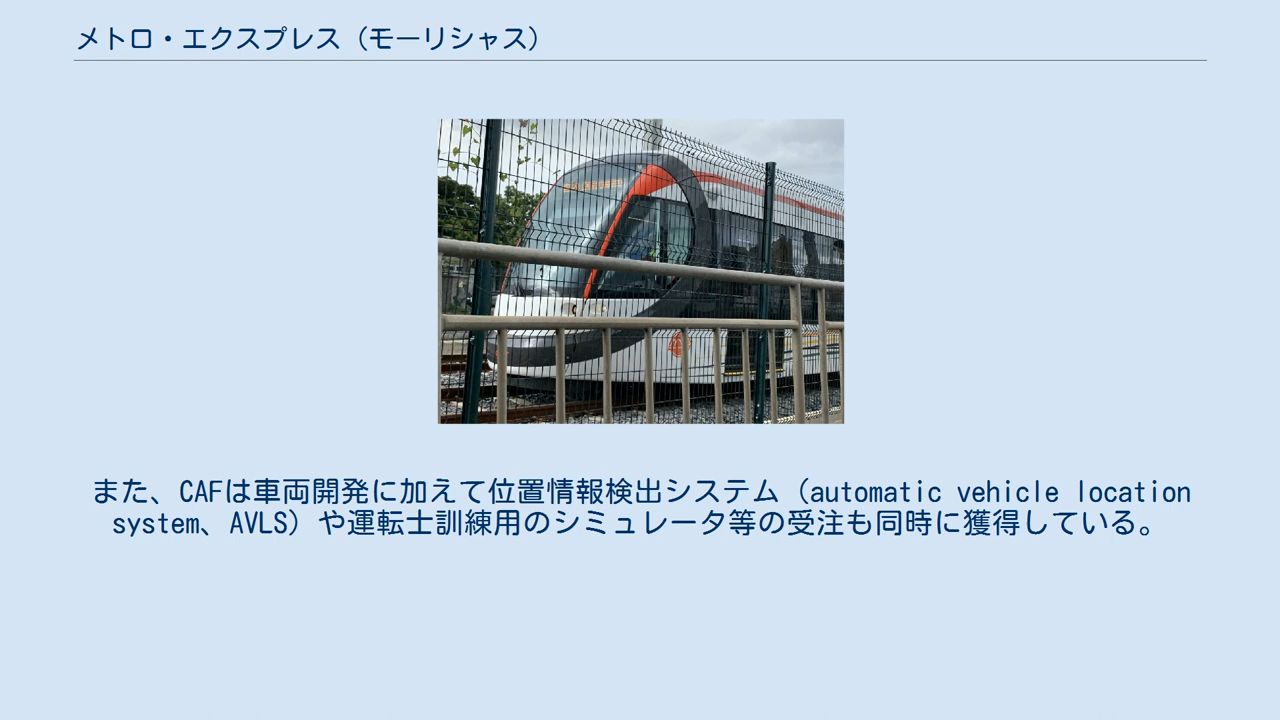 メトロ・エクスプレス（モーリシャス）
また、CAFは車両開発に加えて位置情報検出システム（automatic vehicle location
system、AVLS）や運転士訓練用のシミュレータ等の受注も同時に獲得している。